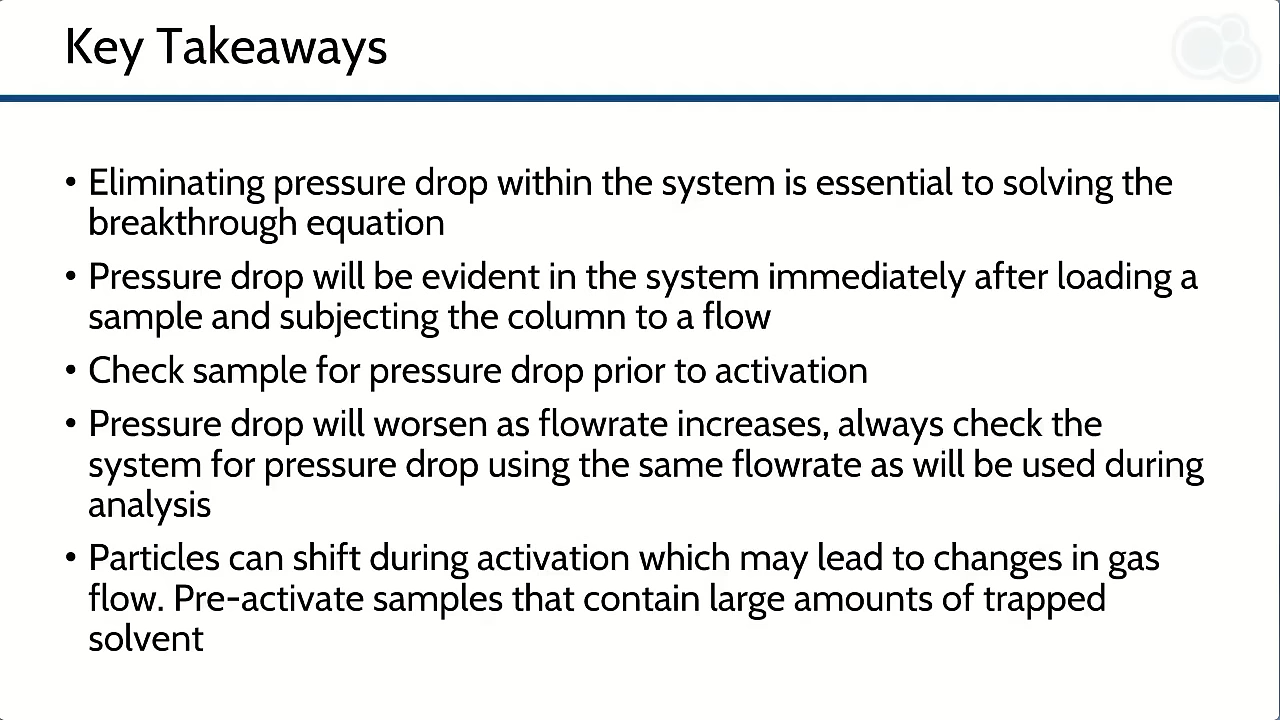 Key Takeaways
• Eliminating pressure drop within the system is essential to solving the
breakthrough equation
• Pressure drop will be evident in the system immediately after loading a
sample and subjecting the column to a flow
• Check sample for pressure drop prior to activation
• Pressure drop will worsen as flowrate increases, always check the
system for pressure drop using the same flowrate as will be used during
analysis
• Particles can shift during activation which may lead to changes in gas
flow. Pre-activate samples that contain large amounts of trapped
solvent